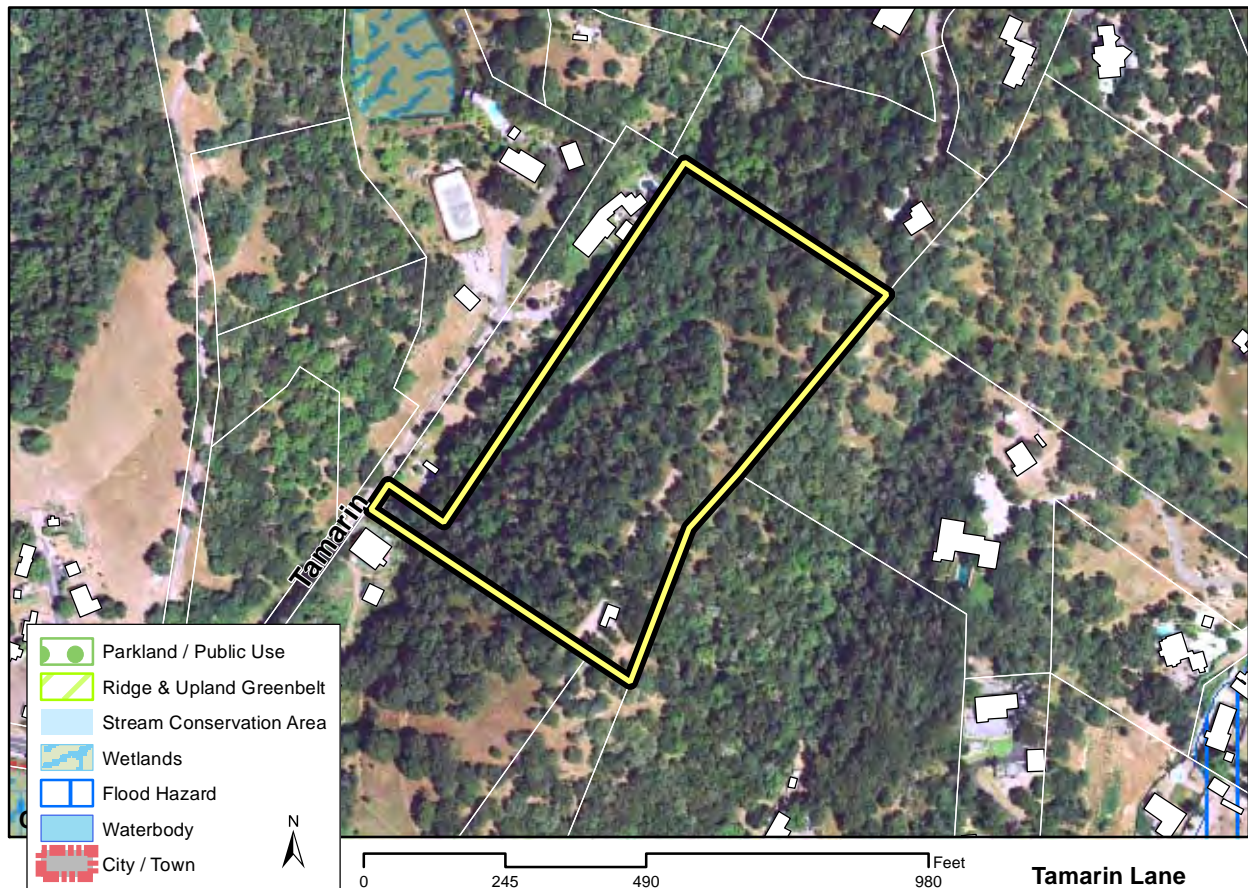 Tamarin
Parkland / Public Use
Ridge & Upland Greenbelt
Stream Conservation Area
Wetlands
Flood Hazard
Waterbody
City / Town
N
Feet
0 245 490 980
Tamarin Lane